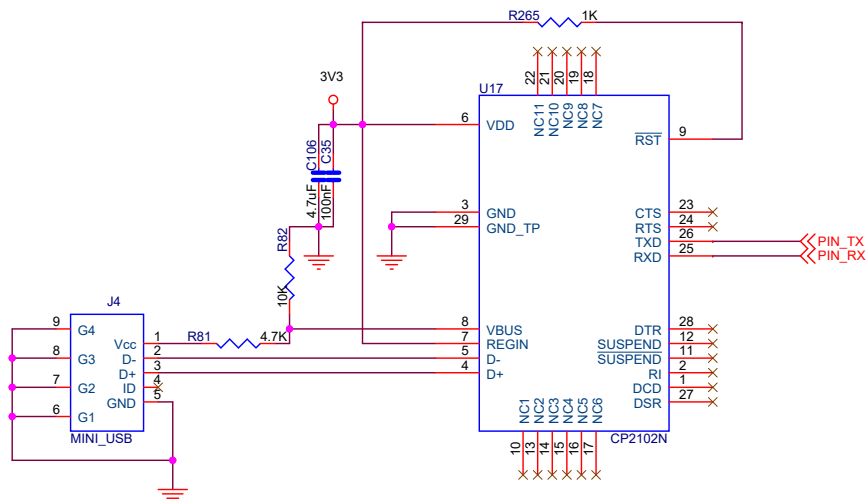 R265
1K
3V3
U17
22
21
20
19
18
NC11
NC10
NC9
NC8
NC7
6
VDD
RST
9
C106
C35
4.7uF
100nF
3
GND
29
GND_TP
CTS
23
RTS
24
TXD
26
PIN_TX
RXD
25
PIN_RX
R82
10K
J4
9
G4
8
G3
7
G2
6
G1
Vcc
1
D-
2
D+
3
ID
4
GND
5
MINI_USB
R81
4.7K
8
VBUS
7
REGIN
5
D-
4
D+
DTR
28
SUSPEND
12
SUSPEND
11
RI
2
DCD
1
DSR
27
NC1
NC2
NC3
NC4
NC5
NC6
10
13
14
15
16
17
CP2102N